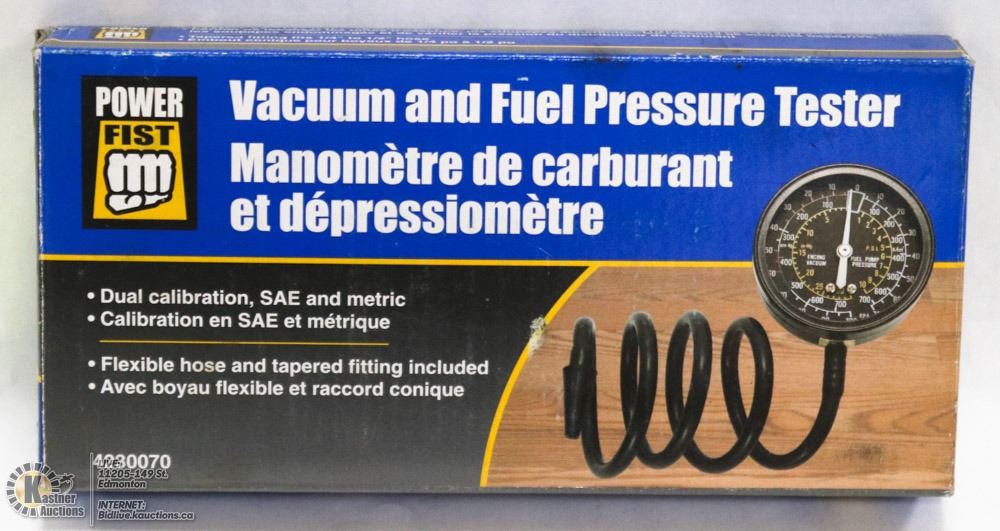 POWER
FIST
Vacuum and Fuel Pressure Tester
Manomètre de carburant
et dépressiomètre
• Dual calibration, SAE and metric
• Calibration en SAE et métrique
• Flexible hose and tapered fitting included
• Avec boyau flexible et raccord conique
ENGINE
VACUUM
FUEL PUMP
PRESSURE
P.S.I.
4230070
Kastner
Auctions
LIVE:
11205-149 St.
Edmonton
INTERNET:
Bidlive.kauctions.ca